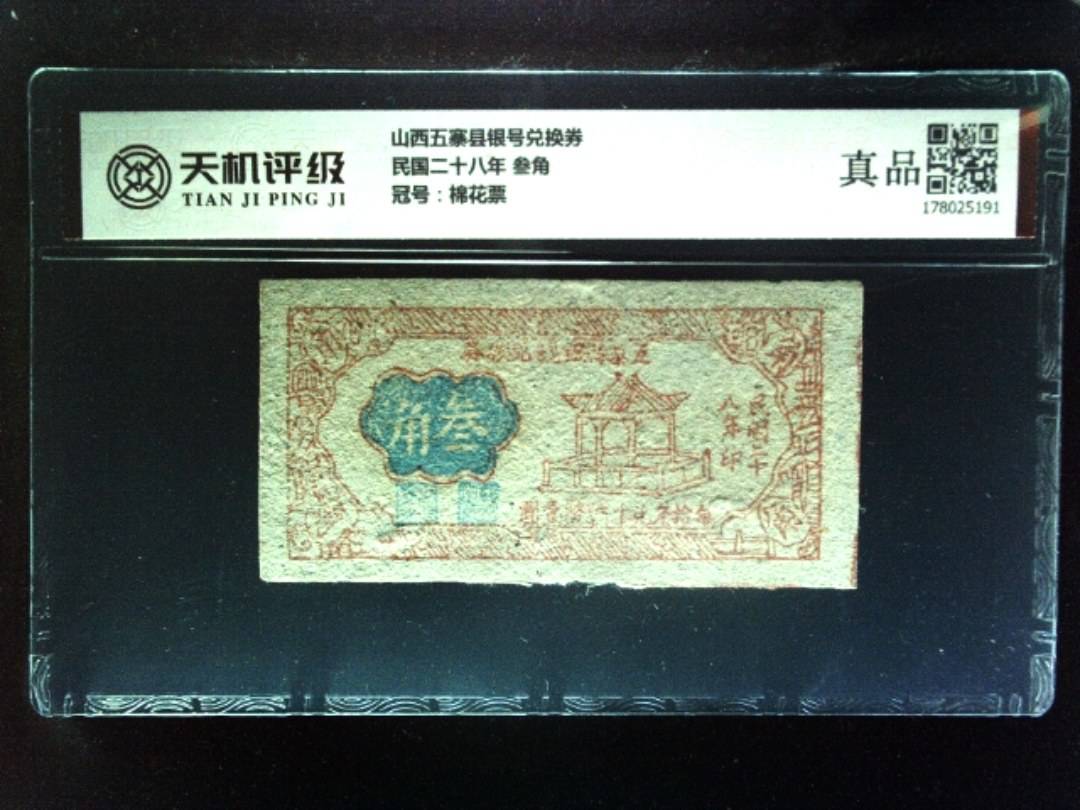 天机评级
TIAN JI PING JI
山西五寨县银号兑换券
民国二十八年 叁角
冠号：棉花票
真品
178025191
叁角
民国二十
八年印